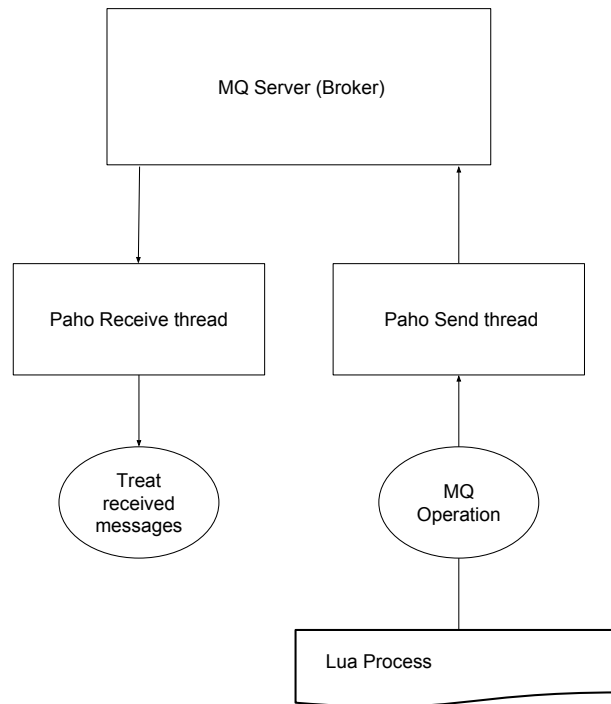 MQ Server (Broker)
Paho Receive thread
Paho Send thread
Treat
received
messages
MQ
Operation
Lua Process